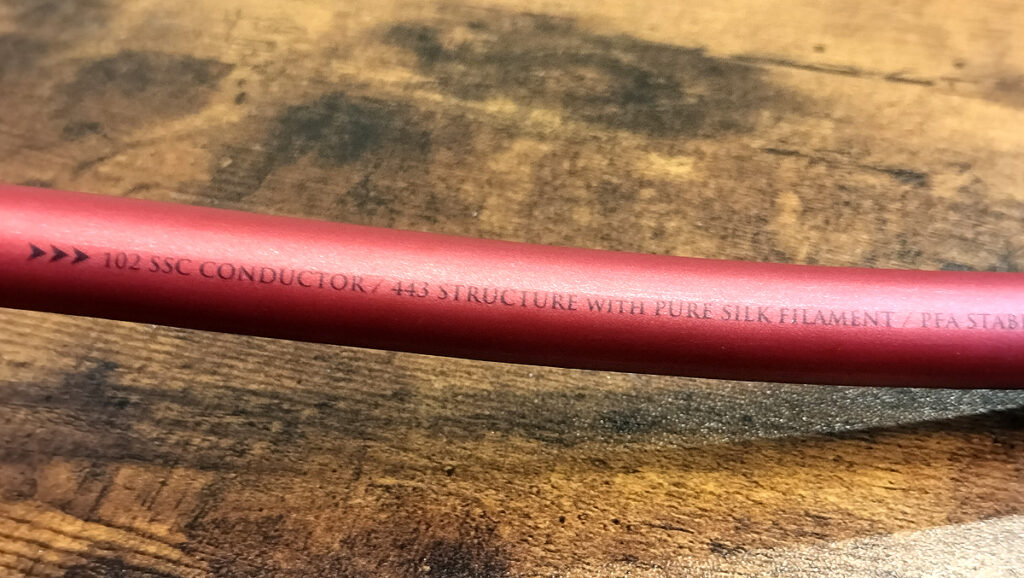 ➤➤➤ 102 SSC CONDUCTOR / 443 STRUCTURE WITH PURE SILK FILAMENT / PFA